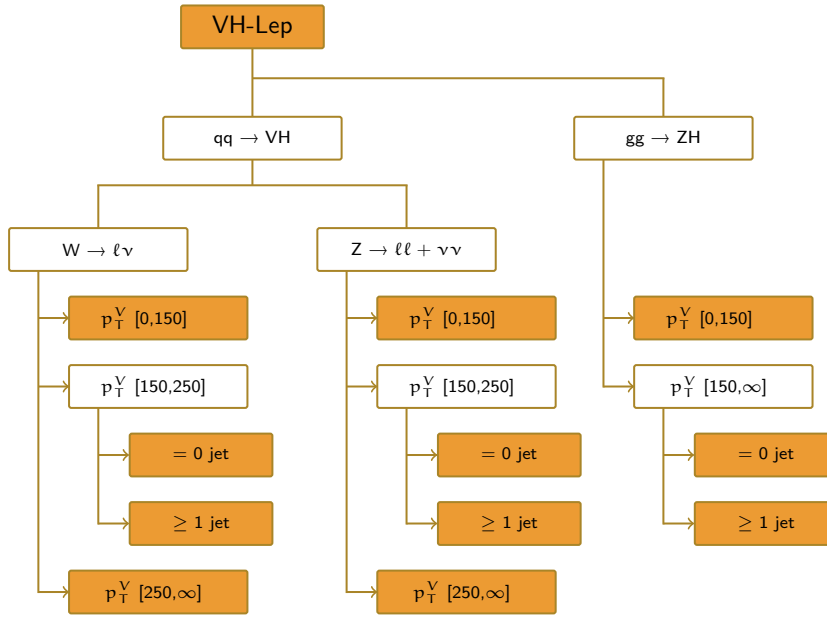 VH-Lep
qq → VH
gg → ZH
W → ℓν
Z → ℓℓ + νν
p_T^V [0,150]
p_T^V [0,150]
p_T^V [0,150]
p_T^V [150,250]
p_T^V [150,250]
p_T^V [150,∞]
= 0 jet
= 0 jet
= 0 jet
≥ 1 jet
≥ 1 jet
≥ 1 jet
p_T^V [250,∞]
p_T^V [250,∞]